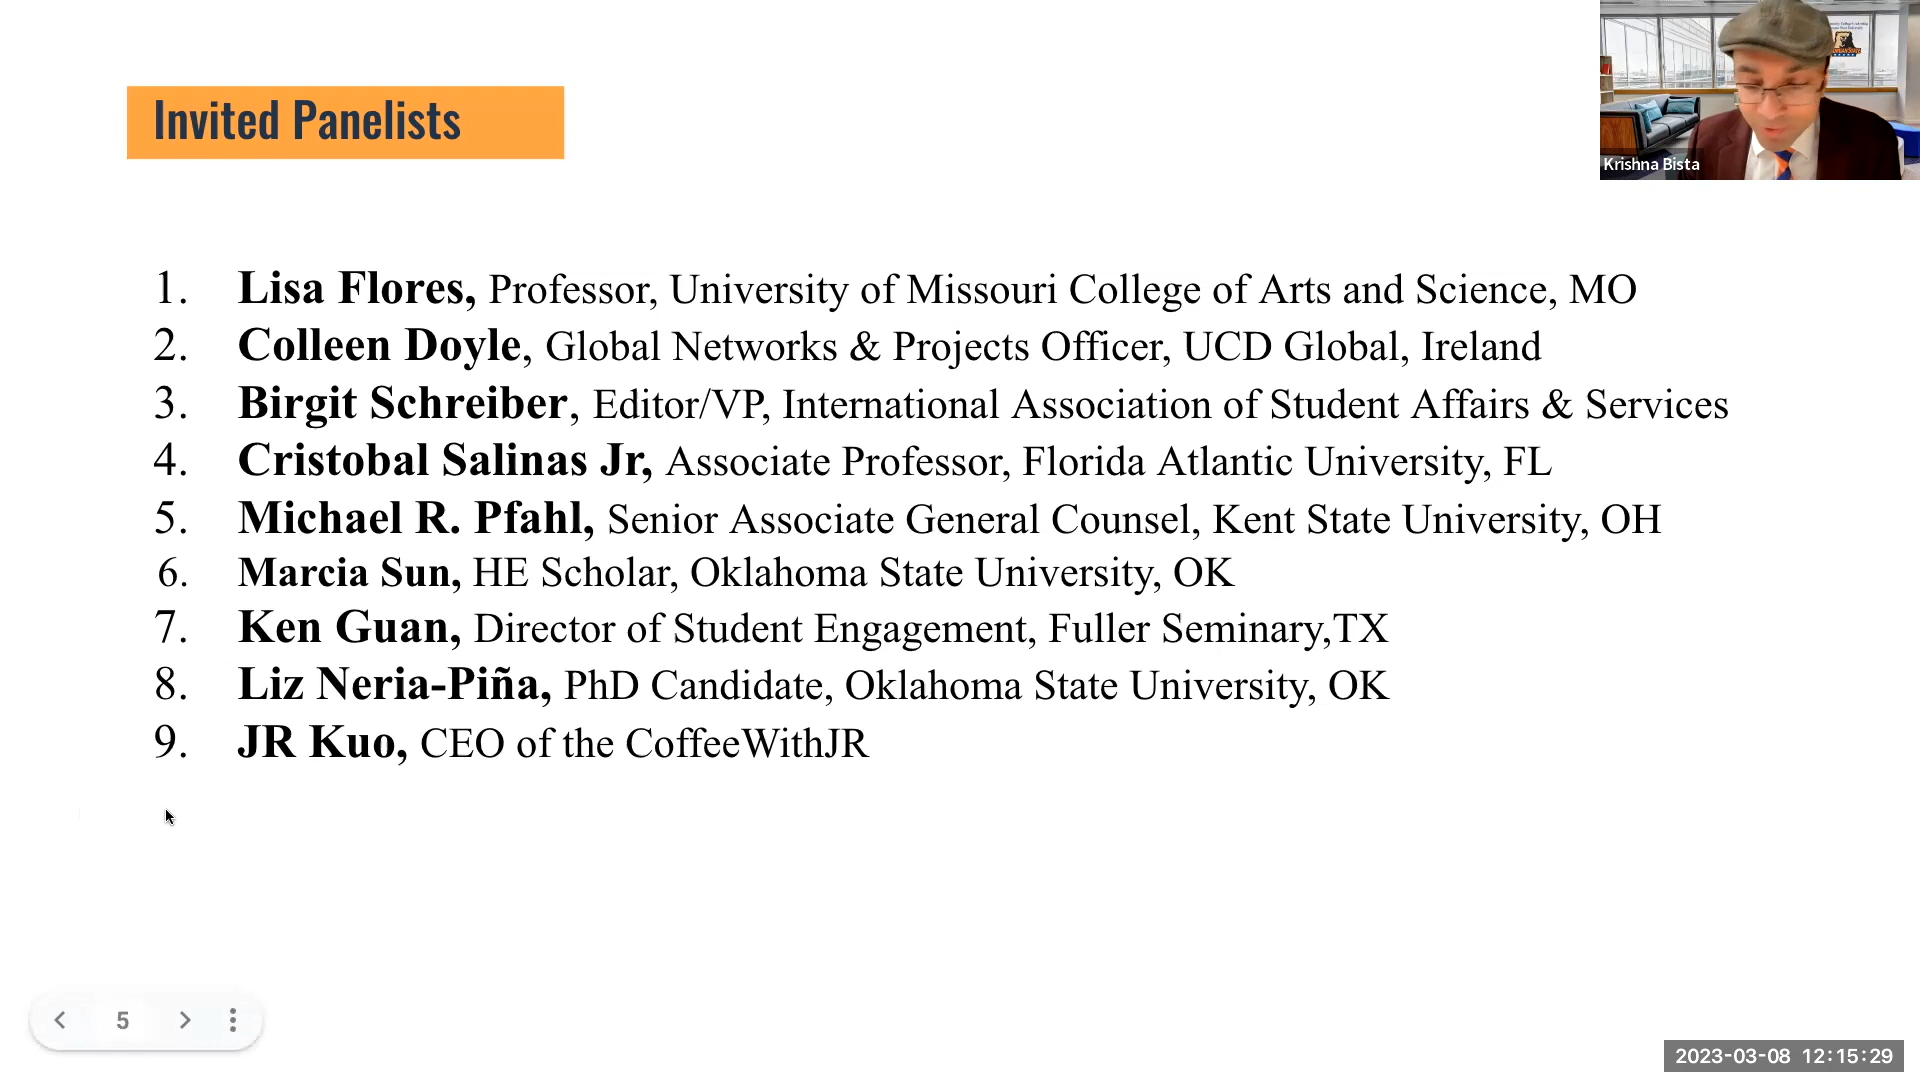 Invited Panelists
Krishna Bista
1. Lisa Flores, Professor, University of Missouri College of Arts and Science, MO
2. Colleen Doyle, Global Networks & Projects Officer, UCD Global, Ireland
3. Birgit Schreiber, Editor/VP, International Association of Student Affairs & Services
4. Cristobal Salinas Jr, Associate Professor, Florida Atlantic University, FL
5. Michael R. Pfahl, Senior Associate General Counsel, Kent State University, OH
6. Marcia Sun, HE Scholar, Oklahoma State University, OK
7. Ken Guan, Director of Student Engagement, Fuller Seminary,TX
8. Liz Neria-Piña, PhD Candidate, Oklahoma State University, OK
9. JR Kuo, CEO of the CoffeeWithJR
5
2023-03-08 12:15:29